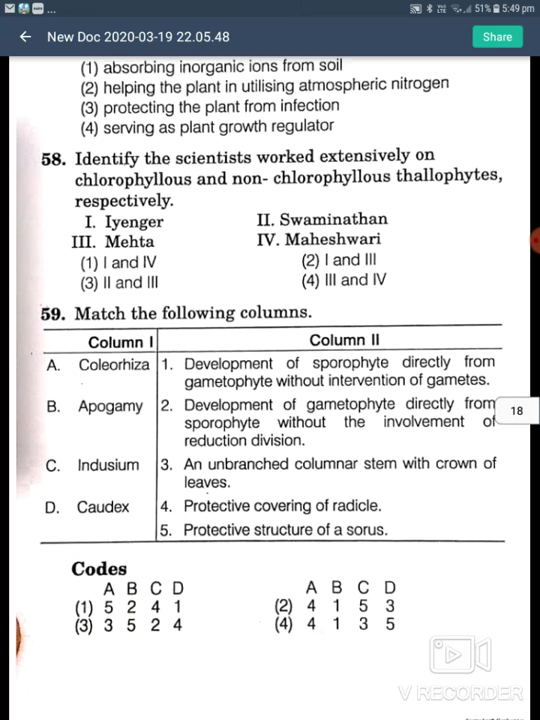 51% 5:49 pm
New Doc 2020-03-19 22.05.48
Share
(1) absorbing inorganic ions from soil
(2) helping the plant in utilising atmospheric nitrogen
(3) protecting the plant from infection
(4) serving as plant growth regulator
58. Identify the scientists worked extensively on
chlorophyllous and non- chlorophyllous thallophytes,
respectively.
I. Iyenger II. Swaminathan
III. Mehta IV. Maheshwari
(1) I and IV (2) I and III
(3) II and III (4) III and IV
59. Match the following columns.
Column I Column II
A. Coleorhiza 1. Development of sporophyte directly from
gametophyte without intervention of gametes.
B. Apogamy 2. Development of gametophyte directly from
sporophyte without the involvement of
reduction division.
18
C. Indusium 3. An unbranched columnar stem with crown of
leaves.
D. Caudex 4. Protective covering of radicle.
5. Protective structure of a sorus.
Codes
A B C D A B C D
(1) 5 2 4 1 (2) 4 1 5 3
(3) 3 5 2 4 (4) 4 1 3 5
V RECORDER